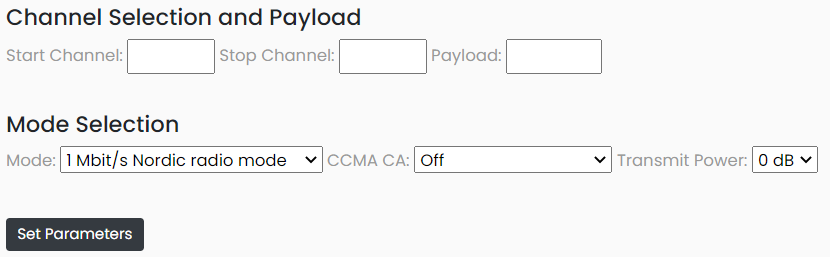 Channel Selection and Payload
Start Channel: Stop Channel: Payload:
Mode Selection
Mode: 1 Mbit/s Nordic radio mode CCMA CA: Off Transmit Power: 0 dB
Set Parameters